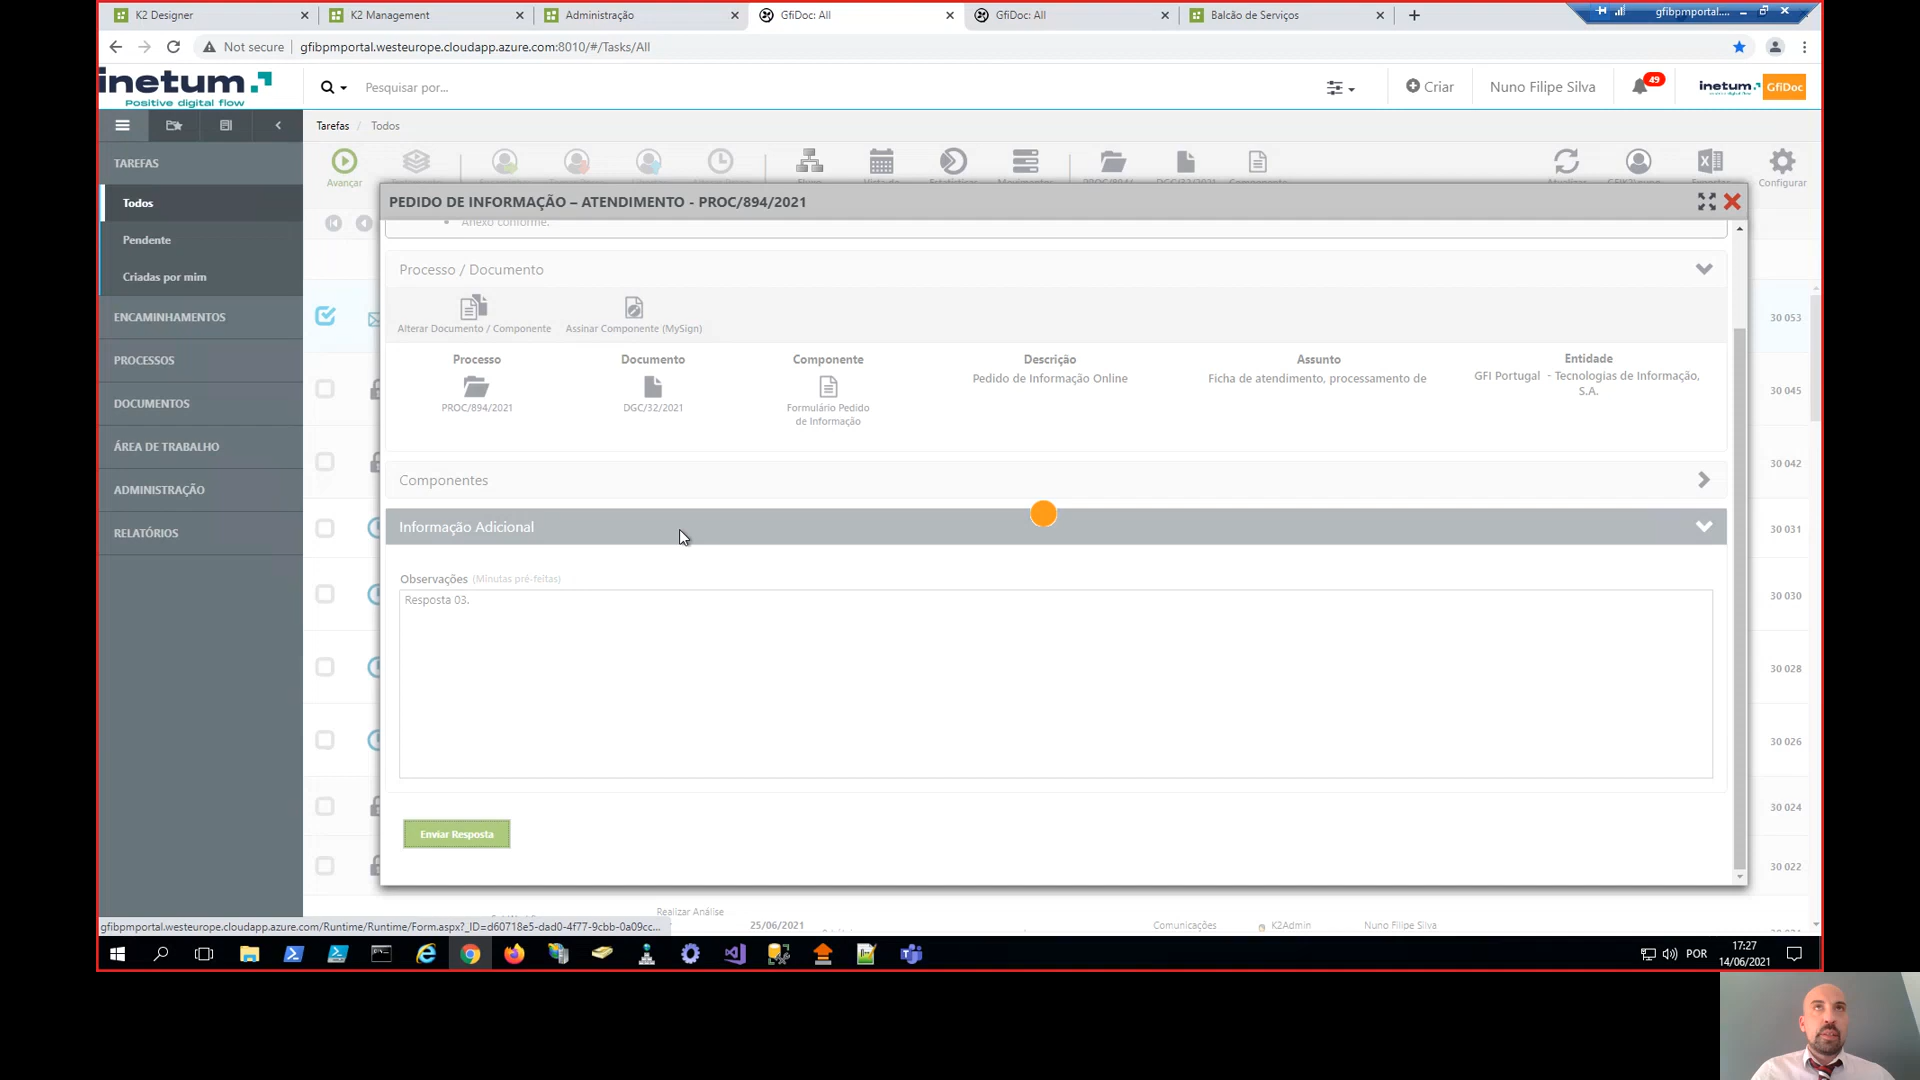 K2 Designer
K2 Management
Administração
GfiDoc: All
GfiDoc: All
Balcão de Serviços
gfibpmportal....
Not secure
gfibpmportal.westeurope.cloudapp.azure.com:8010/#/Tasks/All
inetum
Positive digital flow
Pesquisar por...
Criar
Nuno Filipe Silva
49
inetum
GfiDoc
Tarefas / Todos
TAREFAS
Todos
Pendente
Criadas por mim
ENCAMINHAMENTOS
PROCESSOS
DOCUMENTOS
ÁREA DE TRABALHO
ADMINISTRAÇÃO
RELATÓRIOS
Avançar
Configurar
PEDIDO DE INFORMAÇÃO – ATENDIMENTO - PROC/894/2021
Anexo conforme.
Processo / Documento
Alterar Documento / Componente
Assinar Componente (MySign)
Processo
Documento
Componente
Descrição
Assunto
Entidade
PROC/894/2021
DGC/32/2021
Formulário Pedido
de Informação
Pedido de Informação Online
Ficha de atendimento, processamento de
GFI Portugal - Tecnologias de Informação,
S.A.
Componentes
Informação Adicional
Observações (Minutas pré-feitas)
Resposta 03.
Enviar Resposta
30 053
30 045
30 042
30 031
30 030
30 028
30 026
30 024
30 022
Realizar Análise
25/06/2021
Comunicações
K2Admin
Nuno Filipe Silva
gfibpmportal.westeurope.cloudapp.azure.com/Runtime/Runtime/Form.aspx?_ID=d60718e5-dad0-4f77-9cbb-0a09cc...
POR
17:27
14/06/2021